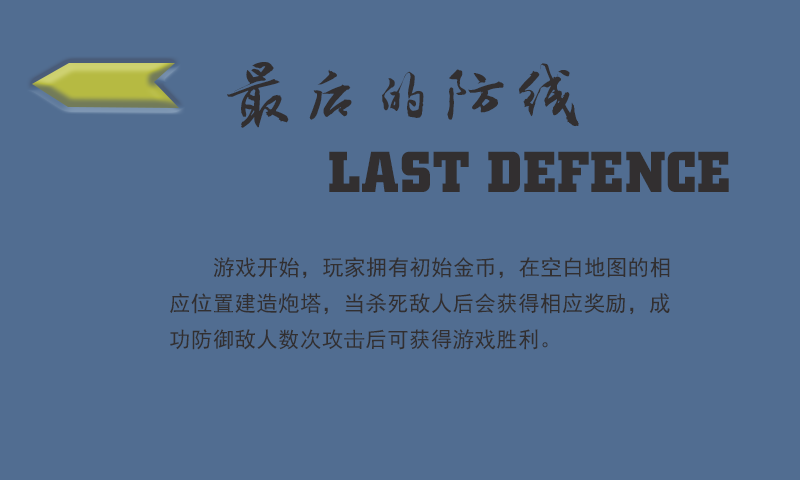 最后的防线
LAST DEFENCE
游戏开始，玩家拥有初始金币，在空白地图的相
应位置建造炮塔，当杀死敌人后会获得相应奖励，成
功防御敌人数次攻击后可获得游戏胜利。